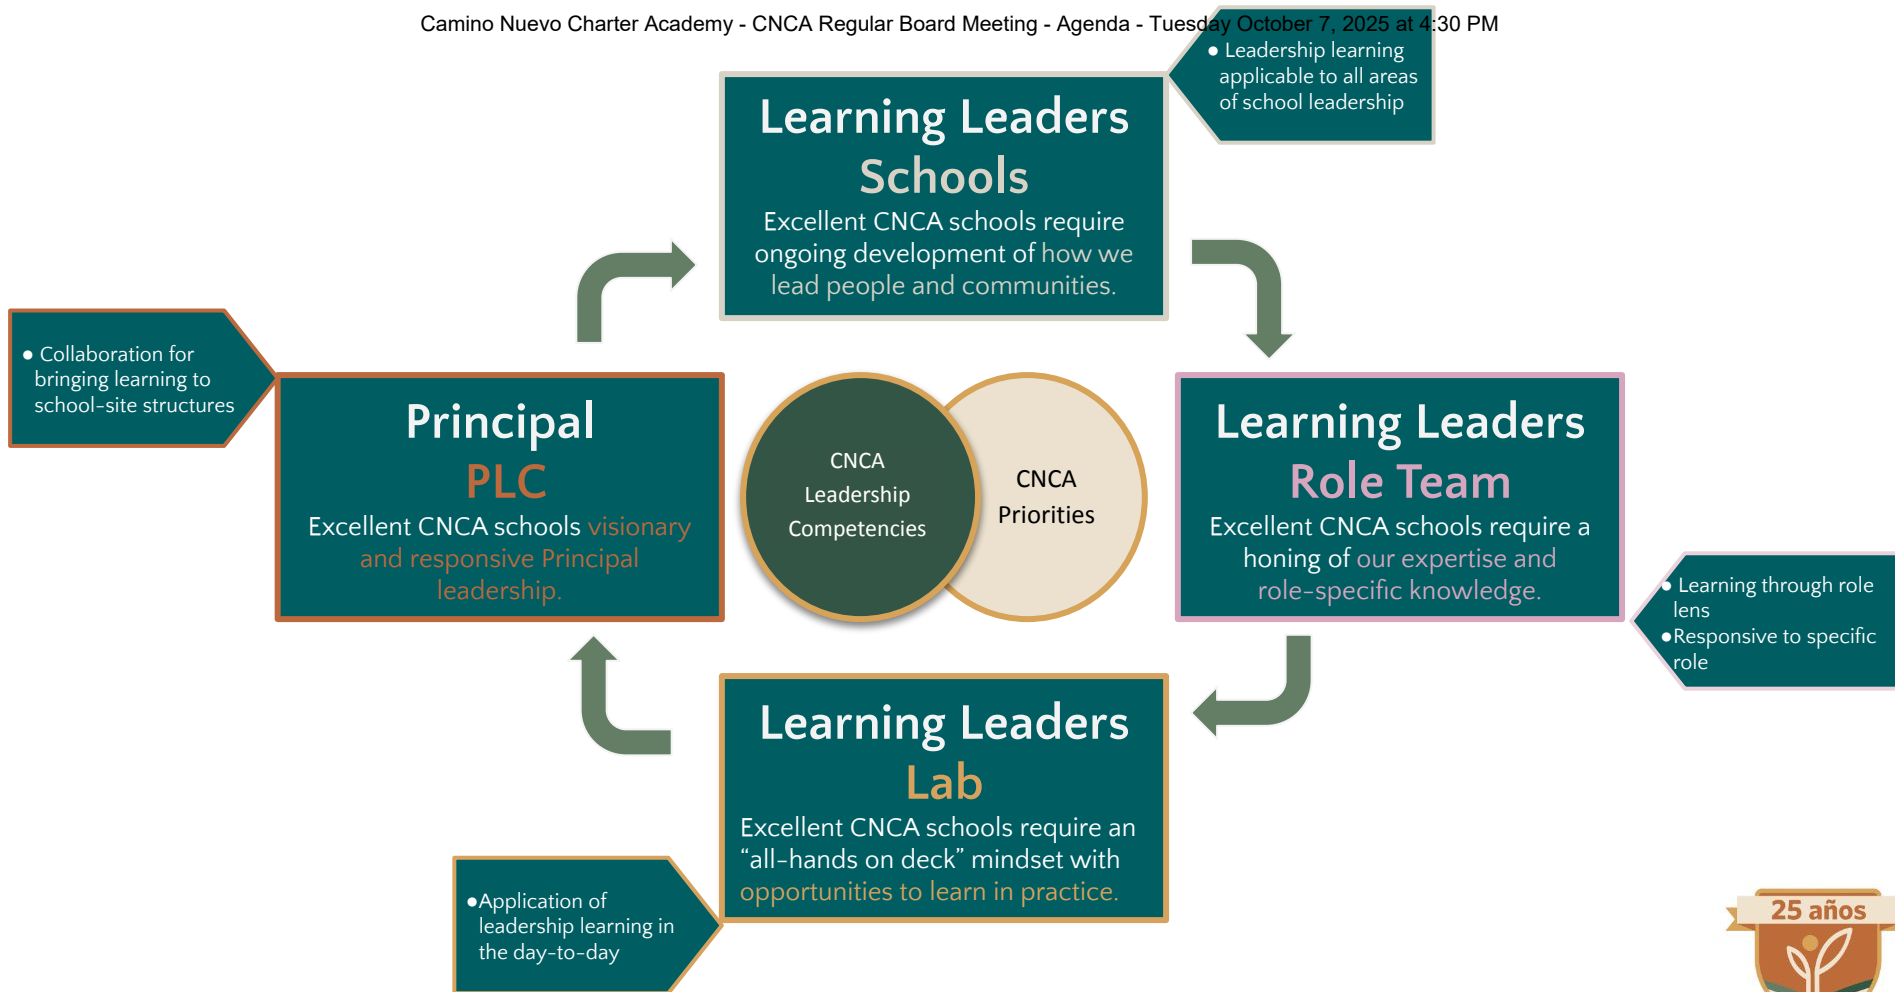 Camino Nuevo Charter Academy - CNCA Regular Board Meeting - Agenda - Tuesday October 7, 2025 at 4:30 PM
● Leadership learning
applicable to all areas
of school leadership
Learning Leaders
Schools
Excellent CNCA schools require
ongoing development of how we
lead people and communities.
● Collaboration for
bringing learning to
school-site structures
Principal
PLC
Excellent CNCA schools visionary
and responsive Principal
leadership.
CNCA
Leadership
Competencies
CNCA
Priorities
Learning Leaders
Role Team
Excellent CNCA schools require a
honing of our expertise and
role-specific knowledge.
● Learning through role
lens
●Responsive to specific
role
Learning Leaders
Lab
Excellent CNCA schools require an
“all-hands on deck” mindset with
opportunities to learn in practice.
●Application of
leadership learning in
the day-to-day
25 años